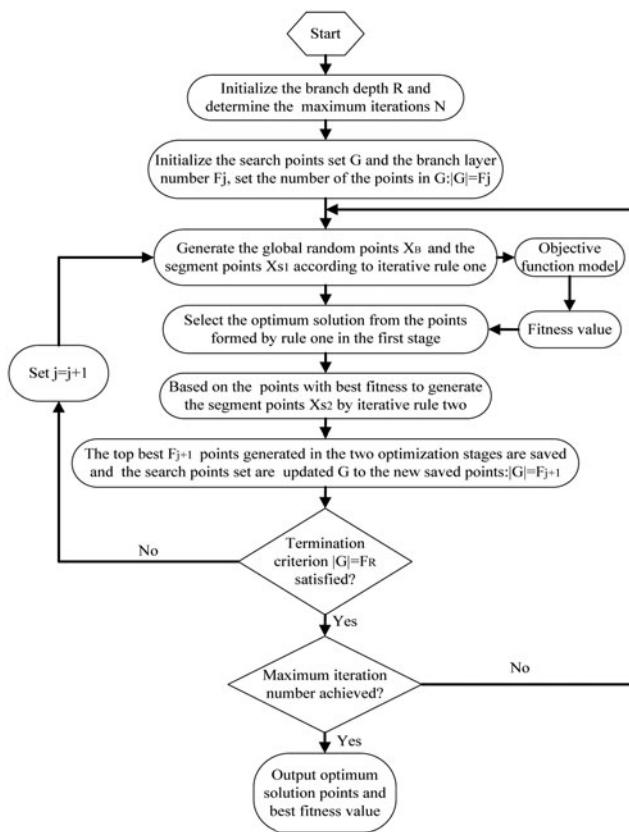 Start
Initialize the branch depth R and
determine the maximum iterations N
Initialize the search points set G and the branch layer
number Fj, set the number of the points in G:|G|=Fj
Generate the global random points XB and the
segment points Xs1 according to iterative rule one
Objective
function model
Select the optimum solution from the points
formed by rule one in the first stage
Fitness value
Set j=j+1
Based on the points with best fitness to generate
the segment points Xs2 by iterative rule two
The top best Fj+1 points generated in the two optimization stages are saved
and the search points set are updated G to the new saved points:|G|=Fj+1
No
Termination
criterion |G|=FR
satisfied?
Yes
Maximum iteration
number achieved?
No
Yes
Output optimum
solution points and
best fitness value